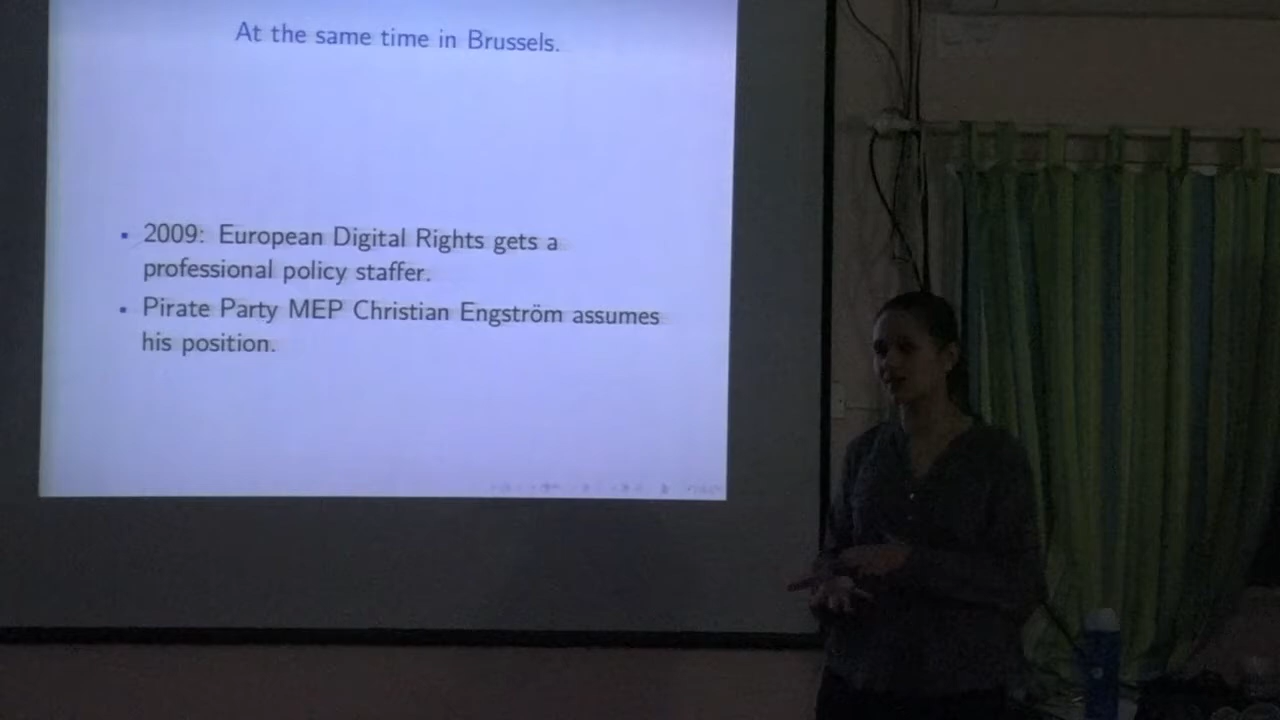 At the same time in Brussels.
2009: European Digital Rights gets a
professional policy staffer.
Pirate Party MEP Christian Engström assumes
his position.